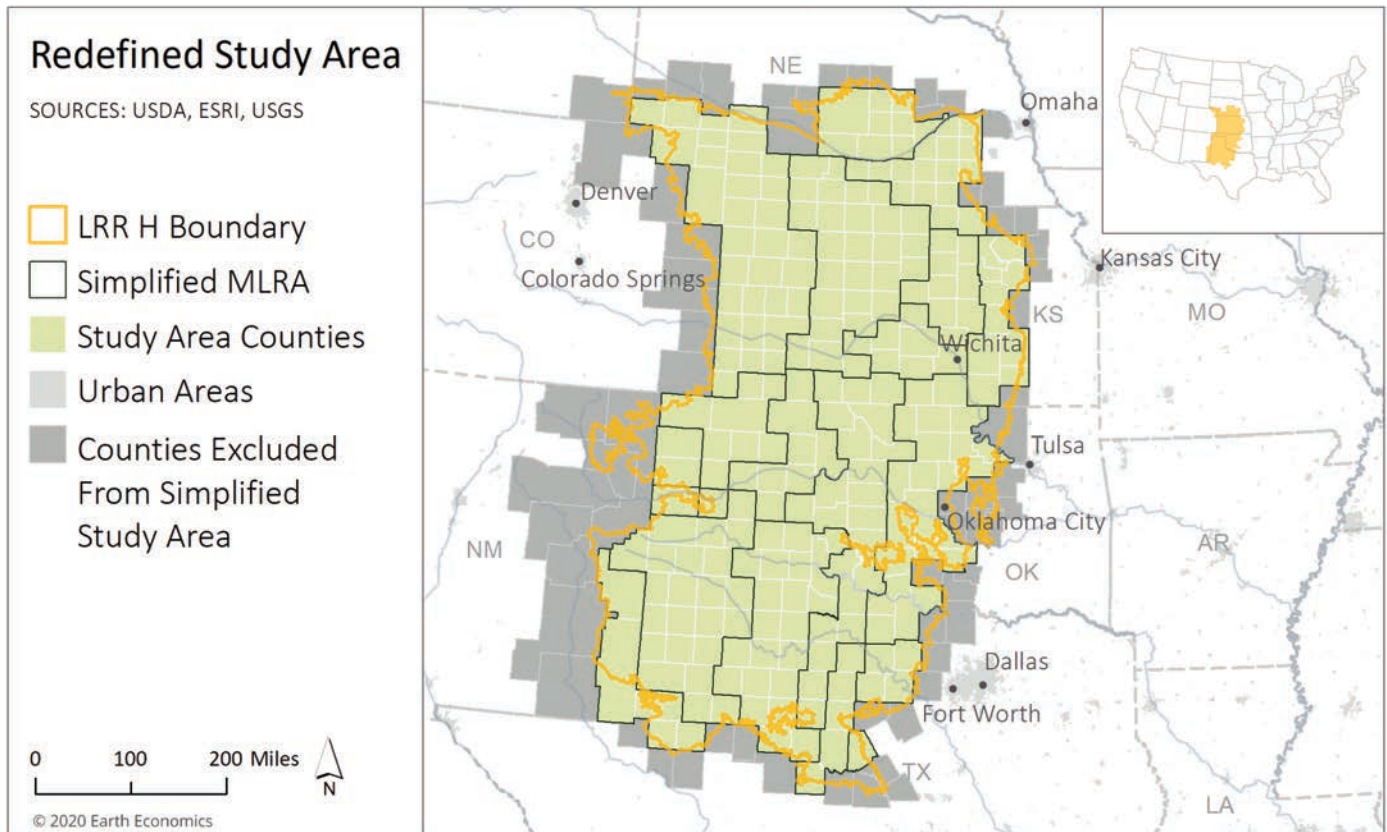 Redefined Study Area
SOURCES: USDA, ESRI, USGS
LRR H Boundary
Simplified MLRA
Study Area Counties
Urban Areas
Counties Excluded
From Simplified
Study Area
0 100 200 Miles
N
© 2020 Earth Economics
NE
Omaha
Denver
CO
Colorado Springs
Kansas City
KS
MO
Wichita
Tulsa
Oklahoma City
NM
AR
OK
Dallas
Fort Worth
TX
LA